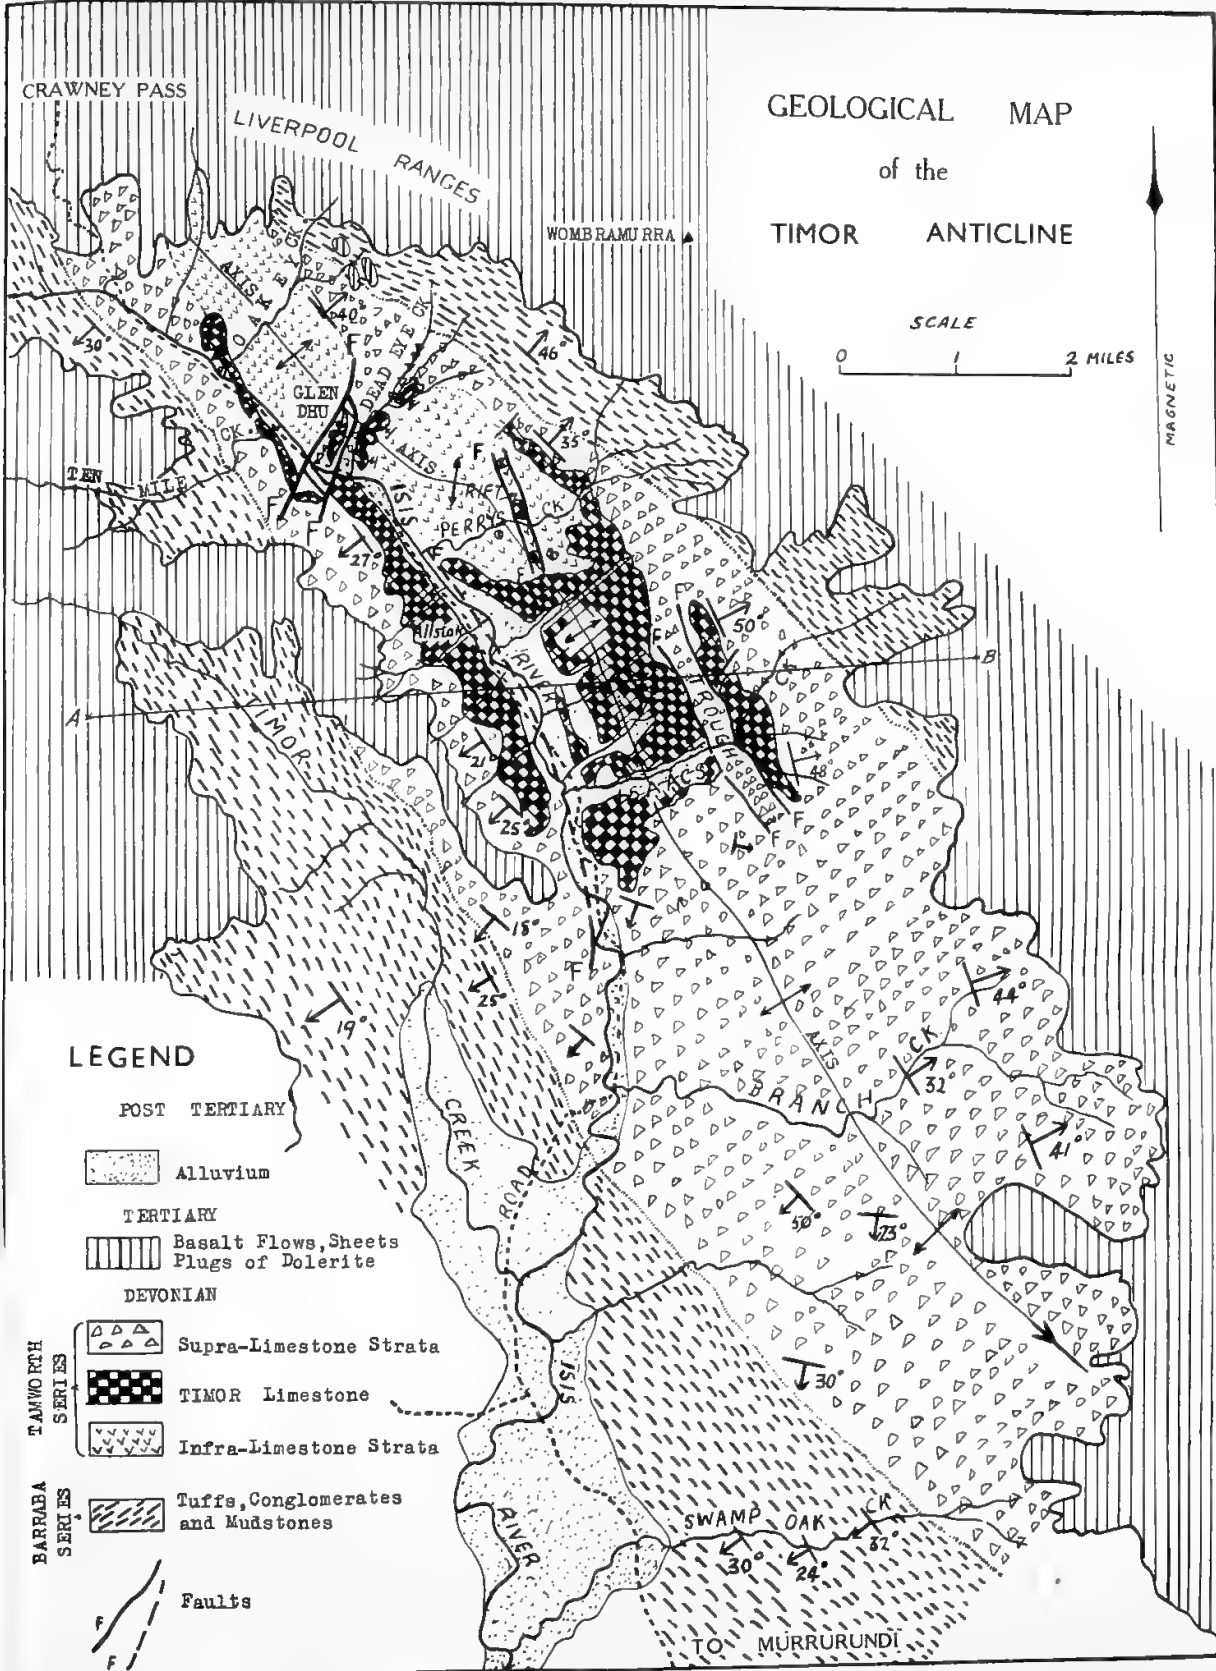 CRAWNEY PASS
LIVERPOOL RANGES
WOMBRAMURRA
GEOLOGICAL MAP
of the
TIMOR ANTICLINE
SCALE
0 1 2 MILES
MAGNETIC
AXIS
OAKEY CK
40°
30°
46°
F
DEAD EYE CK
GLEN
DHU
35°
F
AXIS
RIFT
TEN MILE CK
ISIS
PERRYS CK
F
F
27°
F
F
B
50°
F
F
Allston
RIVER
A
B
TIMOR
ROUGH CK
21°
ISAACS
48°
25°
F
F
18°
F
25°
44°
19°
AXIS
CK
32°
BRANCH
41°
CREEK
ROAD
50°
23°
30°
ISIS
RIVER
SWAMP OAK CK
30°
24°
32°
TO MURRURUNDI
LEGEND
POST TERTIARY
Alluvium
TERTIARY
Basalt Flows, Sheets
Plugs of Dolerite
DEVONIAN
TAMWORTH
SERIES
Supra-Limestone Strata
TIMOR Limestone
Infra-Limestone Strata
BARRABA
SERIES
Tuffs, Conglomerates
and Mudstones
F
F
Faults